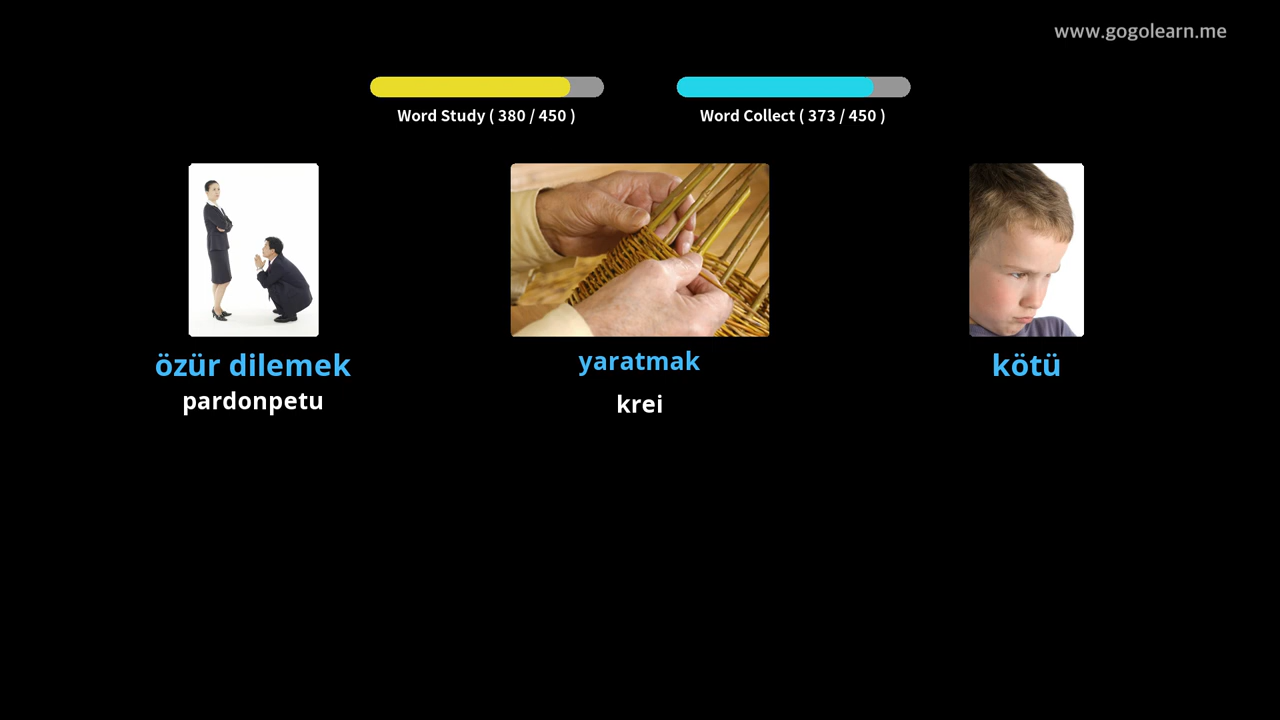 www.gogolearn.me
Word Study ( 380 / 450 )
Word Collect ( 373 / 450 )
özür dilemek
pardonpetu
yaratmak
krei
kötü